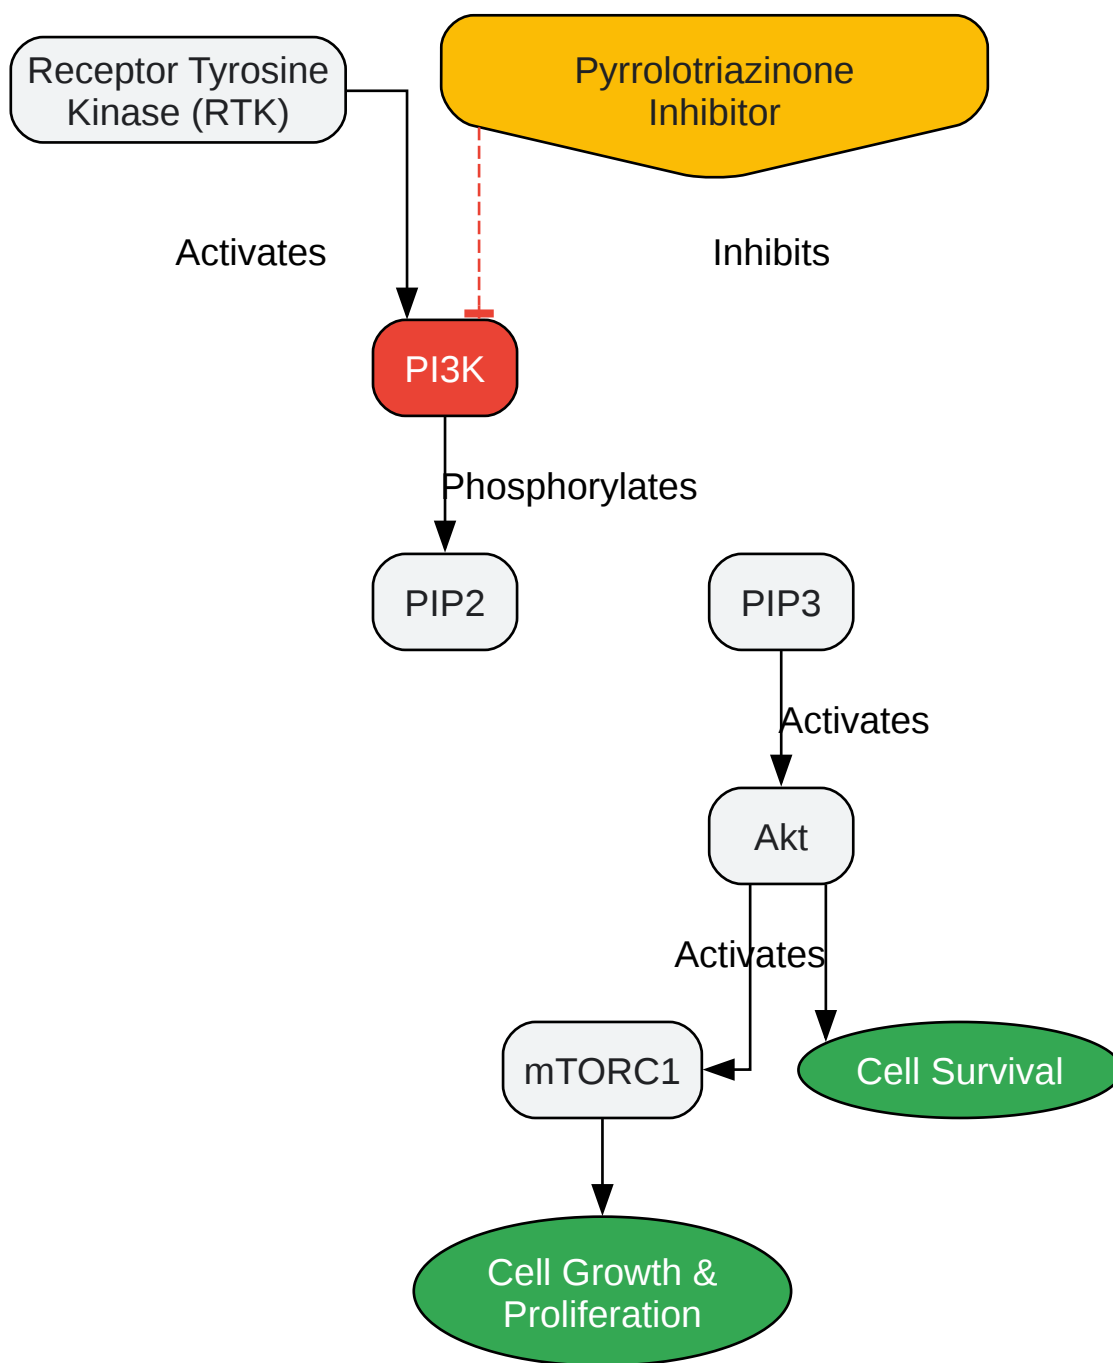 Receptor Tyrosine
Kinase (RTK)
Pyrrolotriazinone
Inhibitor
Activates
Inhibits
PI3K
Phosphorylates
PIP2
PIP3
Activates
Akt
Activates
mTORC1
Cell Survival
Cell Growth &
Proliferation